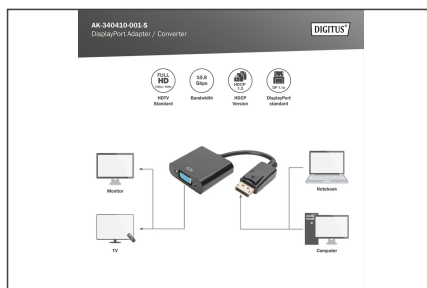 AK-340410-001-S
DisplayPort Adapter / Converter
DIGITUS®
FULL
HD
10.8
Gbps
HDCP
1.3
DP 1.1a
HDTV
Standard
Bandwidth
HDCP
Version
DisplayPort
standard
Monitor
Notebook
TV
Computer